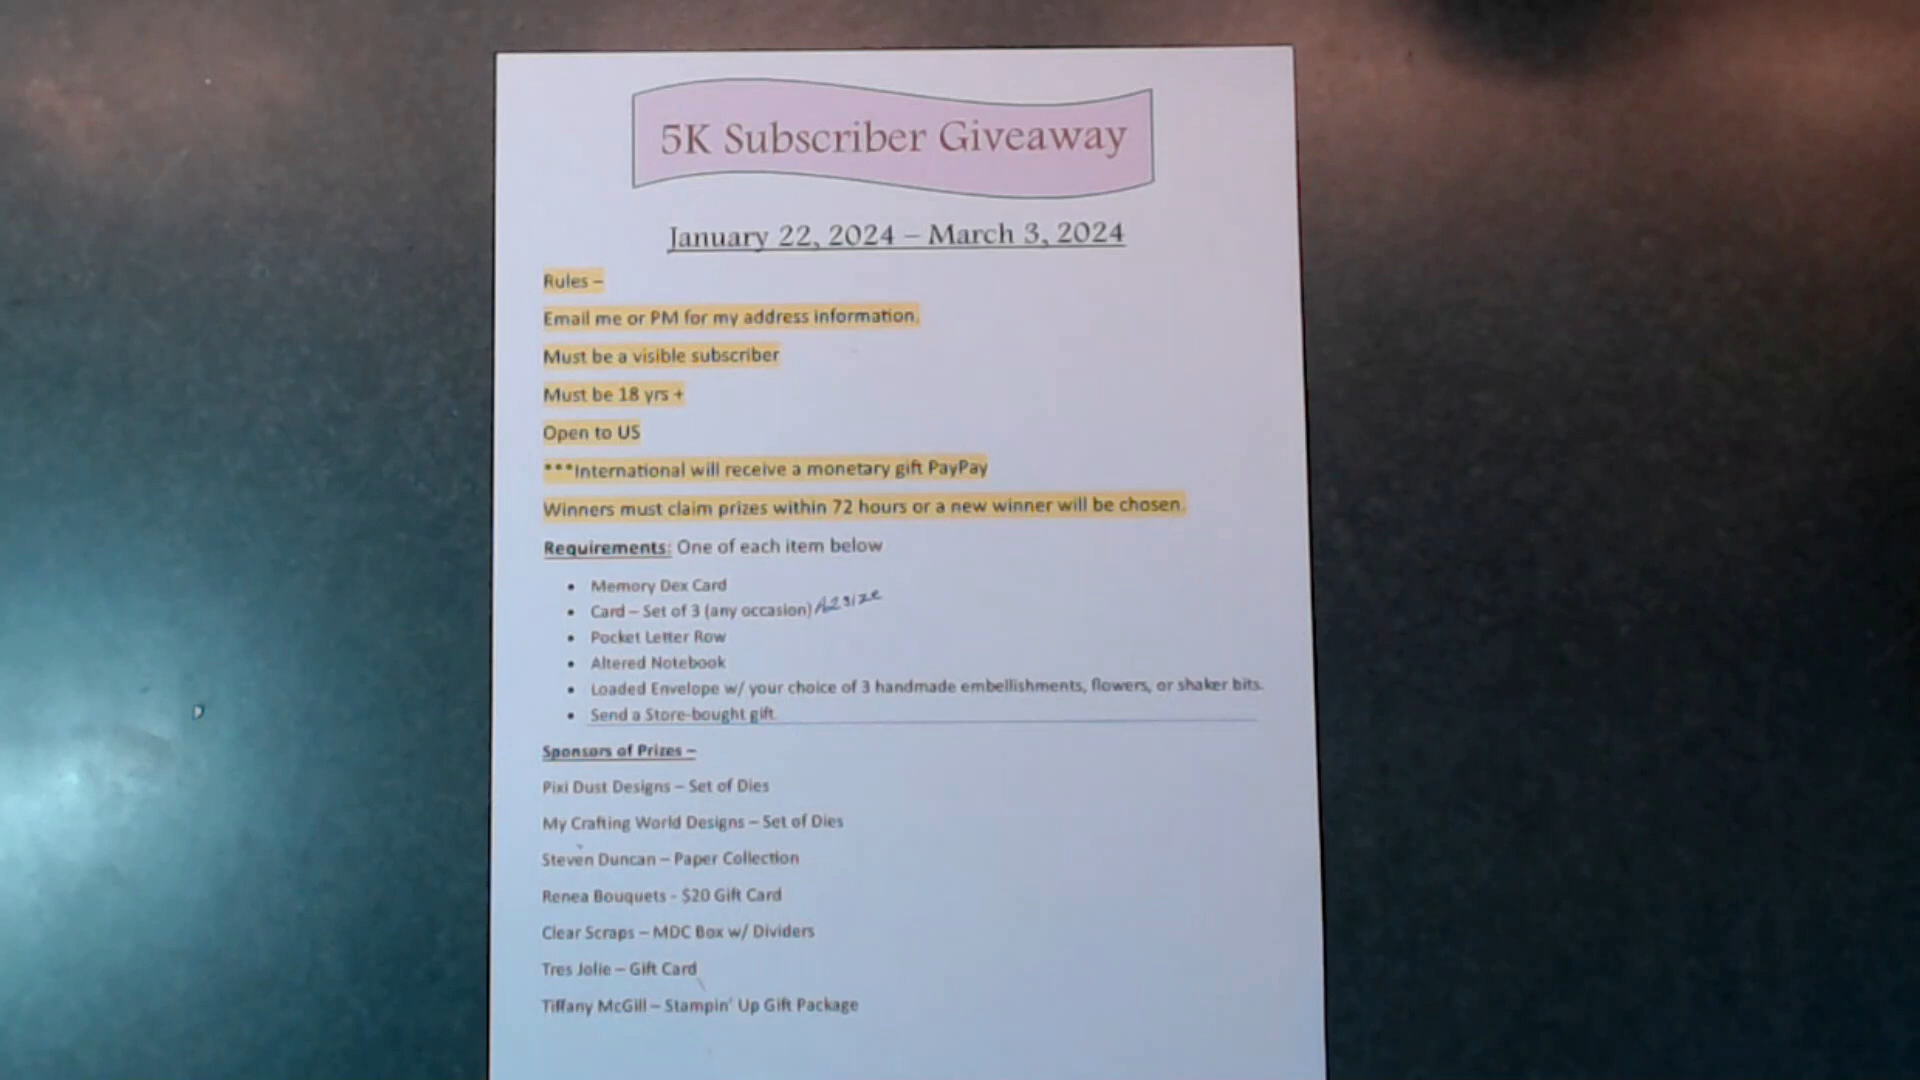 5K Subscriber Giveaway
January 22, 2024 – March 3, 2024
Rules –
Email me or PM for my address information.
Must be a visible subscriber
Must be 18 yrs +
Open to US
***International will receive a monetary gift PayPay
Winners must claim prizes within 72 hours or a new winner will be chosen.
Requirements: One of each item below
• Memory Dex Card
• Card – Set of 3 (any occasion) A2 size
• Pocket Letter Row
• Altered Notebook
• Loaded Envelope w/ your choice of 3 handmade embellishments, flowers, or shaker bits.
• Send a Store-bought gift
Sponsors of Prizes –
Pixi Dust Designs – Set of Dies
My Crafting World Designs – Set of Dies
Steven Duncan – Paper Collection
Renea Bouquets - $20 Gift Card
Clear Scraps – MDC Box w/ Dividers
Tres Jolie – Gift Card
Tiffany McGill – Stampin' Up Gift Package